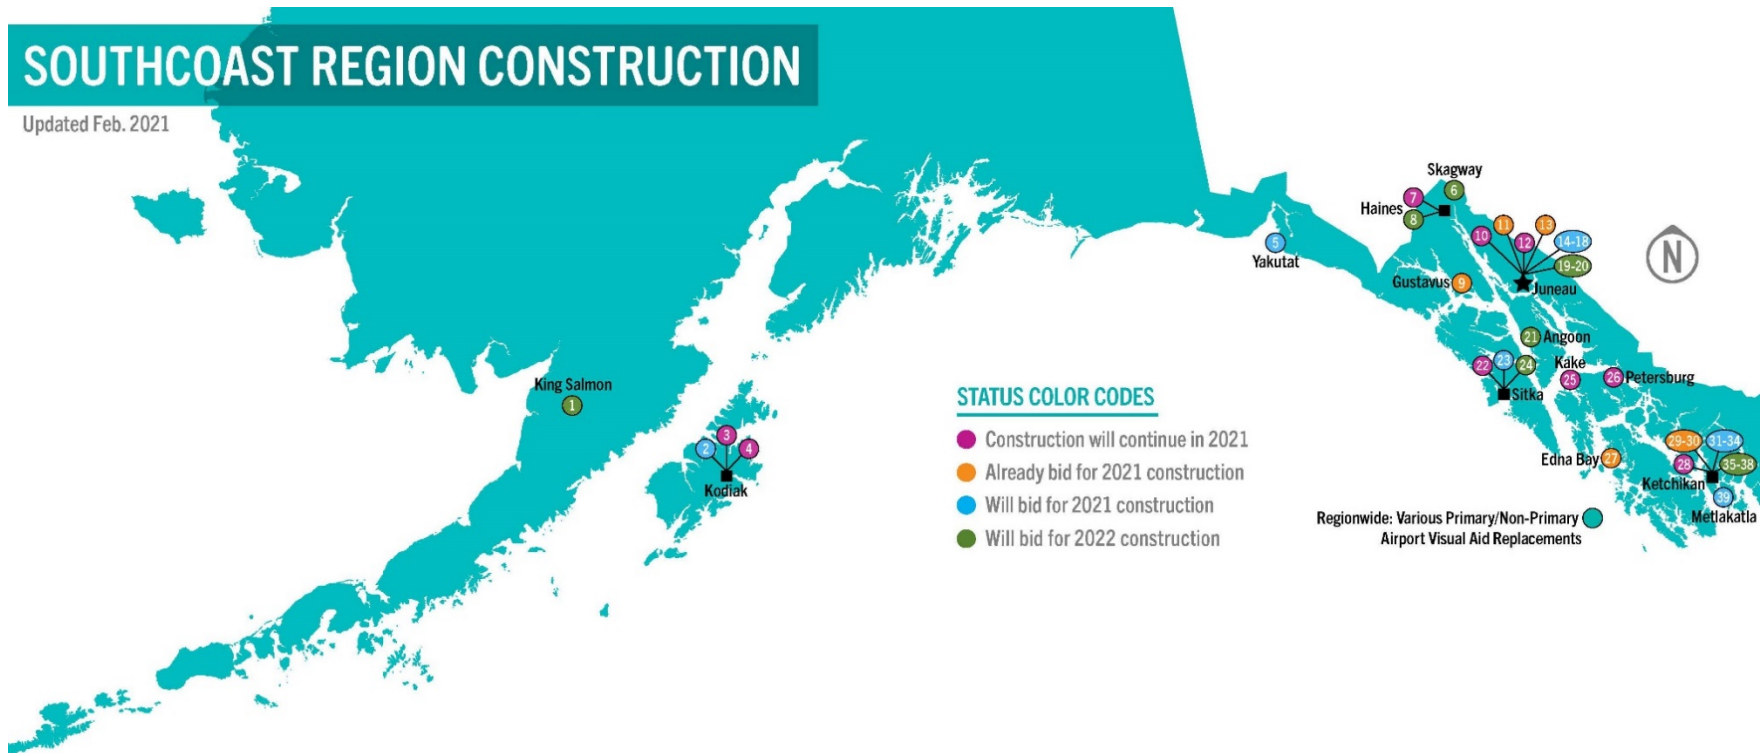 SOUTHCOAST REGION CONSTRUCTION
Updated Feb. 2021
Skagway
6
7
Haines
8
11
13
10
12
14-18
19-20
5
Yakutat
N
Gustavus
9
Juneau
21
Angoon
Kake
22
23
24
25
26
Petersburg
Sitka
King Salmon
1
STATUS COLOR CODES
Construction will continue in 2021
Already bid for 2021 construction
Will bid for 2021 construction
Will bid for 2022 construction
2
3
4
Kodiak
Edna Bay
27
29-30
31-34
28
35-38
Ketchikan
39
Metlakatla
Regionwide: Various Primary/Non-Primary
Airport Visual Aid Replacements